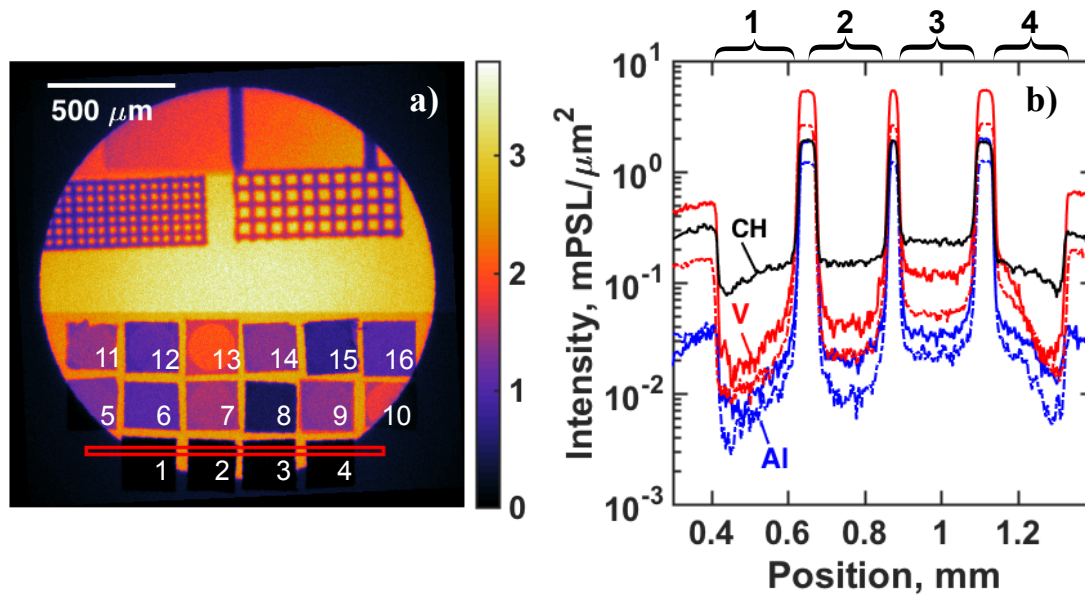 a)
500 μm
3
2
1
0
11 12 13 14 15 16
5 6 7 8 9 10
1 2 3 4
1 2 3 4
b)
Intensity, mPSL/μm²
10¹
10⁰
10⁻¹
10⁻²
10⁻³
CH
V
Al
0.4 0.6 0.8 1 1.2
Position, mm